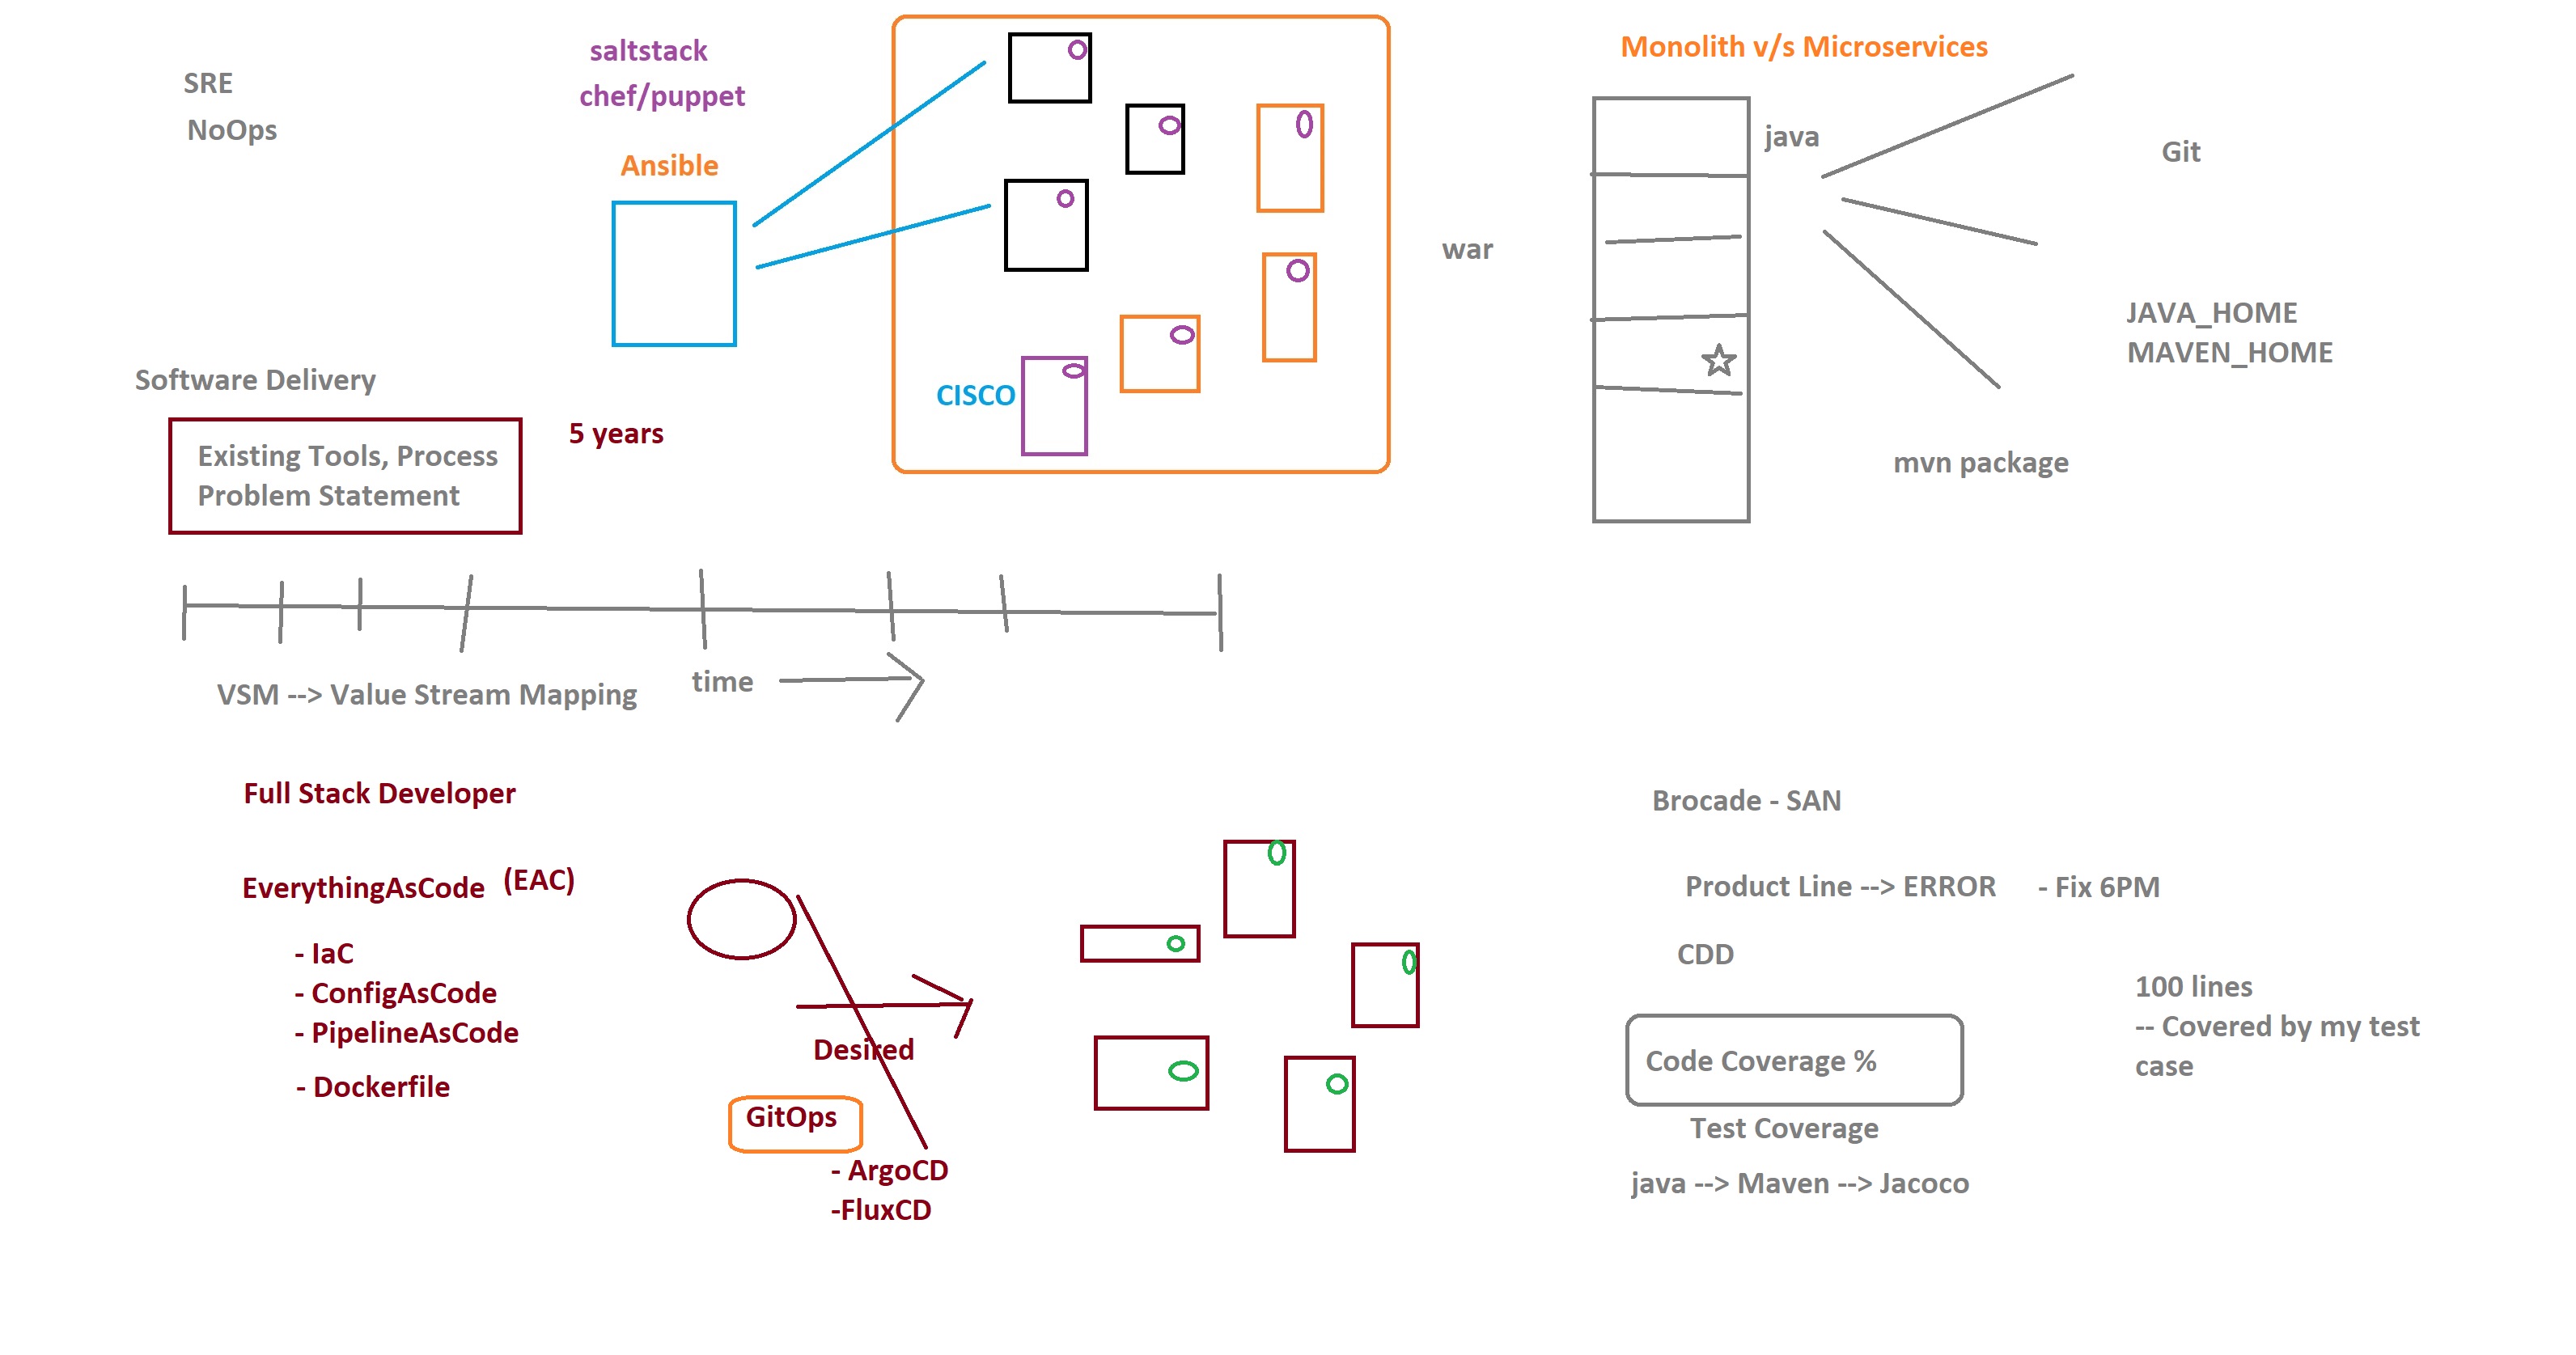 SRE
NoOps
saltstack
chef/puppet
Ansible
CISCO
Software Delivery
Existing Tools, Process
Problem Statement
5 years
VSM --> Value Stream Mapping
time
Monolith v/s Microservices
java
war
Git
JAVA_HOME
MAVEN_HOME
mvn package
Full Stack Developer
EverythingAsCode (EAC)
- IaC
- ConfigAsCode
- PipelineAsCode
- Dockerfile
Desired
GitOps
- ArgoCD
-FluxCD
Brocade - SAN
Product Line --> ERROR - Fix 6PM
CDD
Code Coverage %
Test Coverage
java --> Maven --> Jacoco
100 lines
-- Covered by my test
case